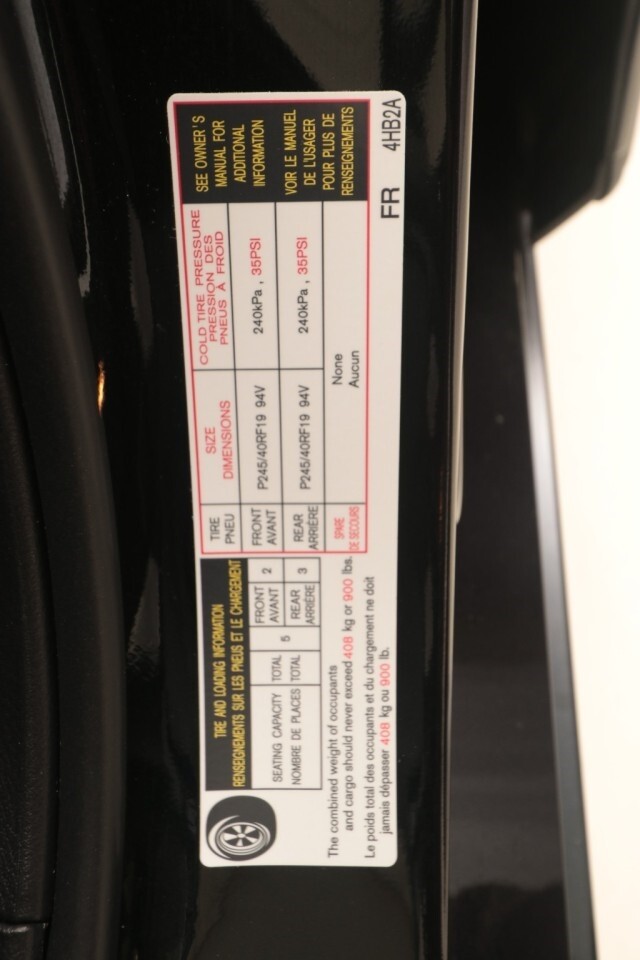 TIRE AND LOADING INFORMATION
RENSEIGNEMENTS SUR LES PNEUS ET LE CHARGEMENT
SEATING CAPACITY TOTAL 5 FRONT AVANT 2
NOMBRE DE PLACES TOTAL REAR ARRIÈRE 3
The combined weight of occupants
and cargo should never exceed 408 kg or 900 lbs.
Le poids total des occupants et du chargement ne doit
jamais dépasser 408 kg ou 900 lb.
TIRE
PNEU
SIZE
DIMENSIONS
COLD TIRE PRESSURE
PRESSION DES
PNEUS À FROID
FRONT
AVANT
P245/40RF19 94V
240kPa , 35PSI
REAR
ARRIÈRE
P245/40RF19 94V
240kPa , 35PSI
SPARE
DE SECOURS
None
Aucun
SEE OWNER'S
MANUAL FOR
ADDITIONAL
INFORMATION
VOIR LE MANUEL
DE L'USAGER
POUR PLUS DE
RENSEIGNEMENTS
FR 4HB2A